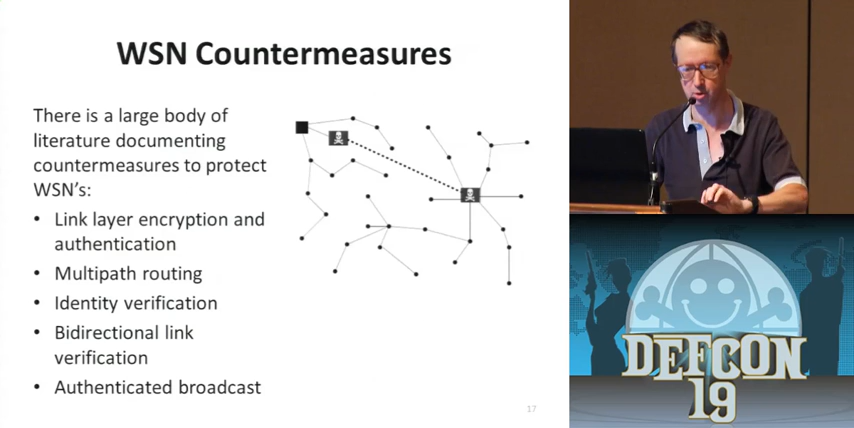 WSN Countermeasures
There is a large body of
literature documenting
countermeasures to protect
WSN's:
• Link layer encryption and
authentication
• Multipath routing
• Identity verification
• Bidirectional link
verification
• Authenticated broadcast
17
DEFCON
19